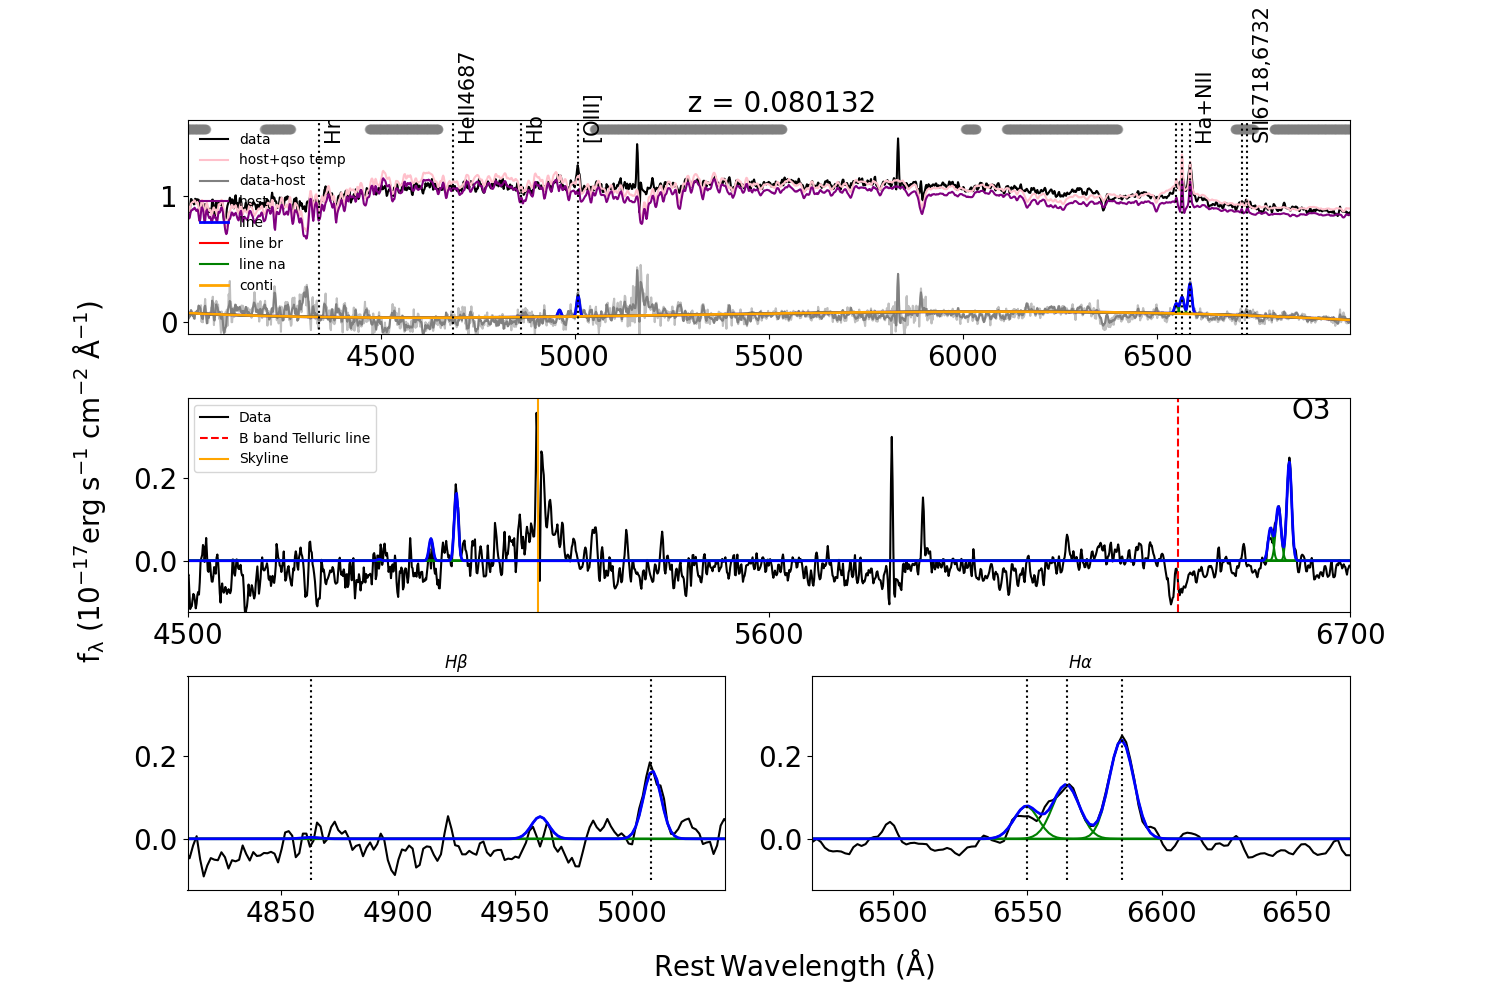 z = 0.080132
Hr
HeII4687
Hb
[OIII]
Ha+NII
SII6718,6732
data
host+qso temp
data-host
host
line
line br
line na
conti
1
0
4500 5000 5500 6000 6500
f_λ (10^−17 erg s^−1 cm^−2 Å^−1)
Data
B band Telluric line
Skyline
O3
0.2
0.0
4500 5600 6700
Hβ
0.2
0.0
4850 4900 4950 5000
Hα
0.2
0.0
6500 6550 6600 6650
Rest Wavelength (Å)